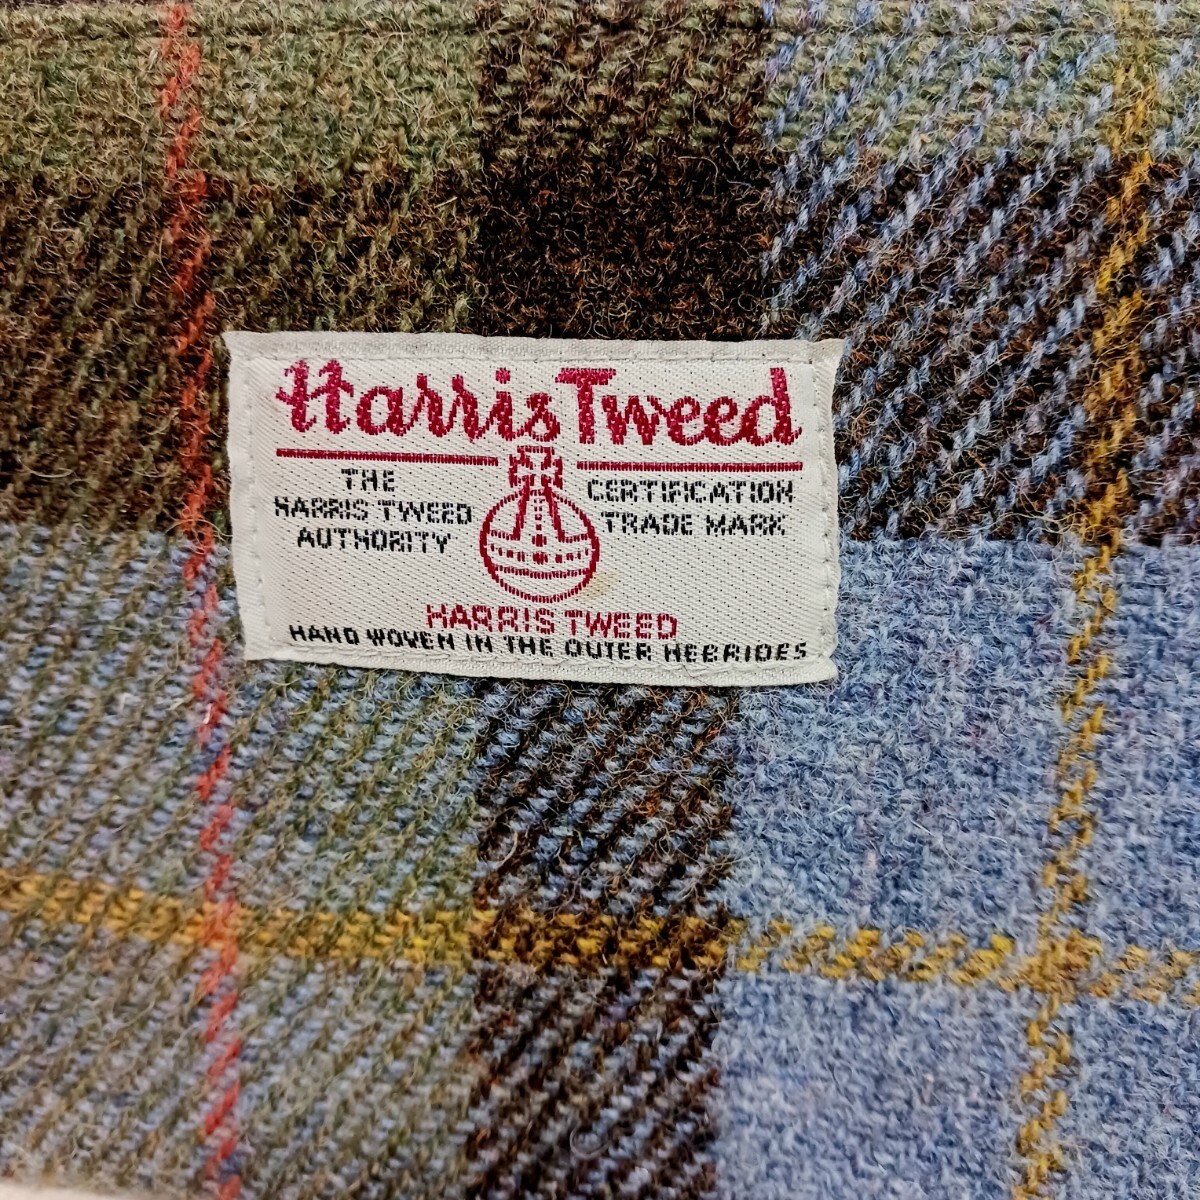 Harris Tweed
THE
HARRIS TWEED
AUTHORITY
CERTIFICATION
TRADE MARK
HARRIS TWEED
HAND WOVEN IN THE OUTER HEBRIDES